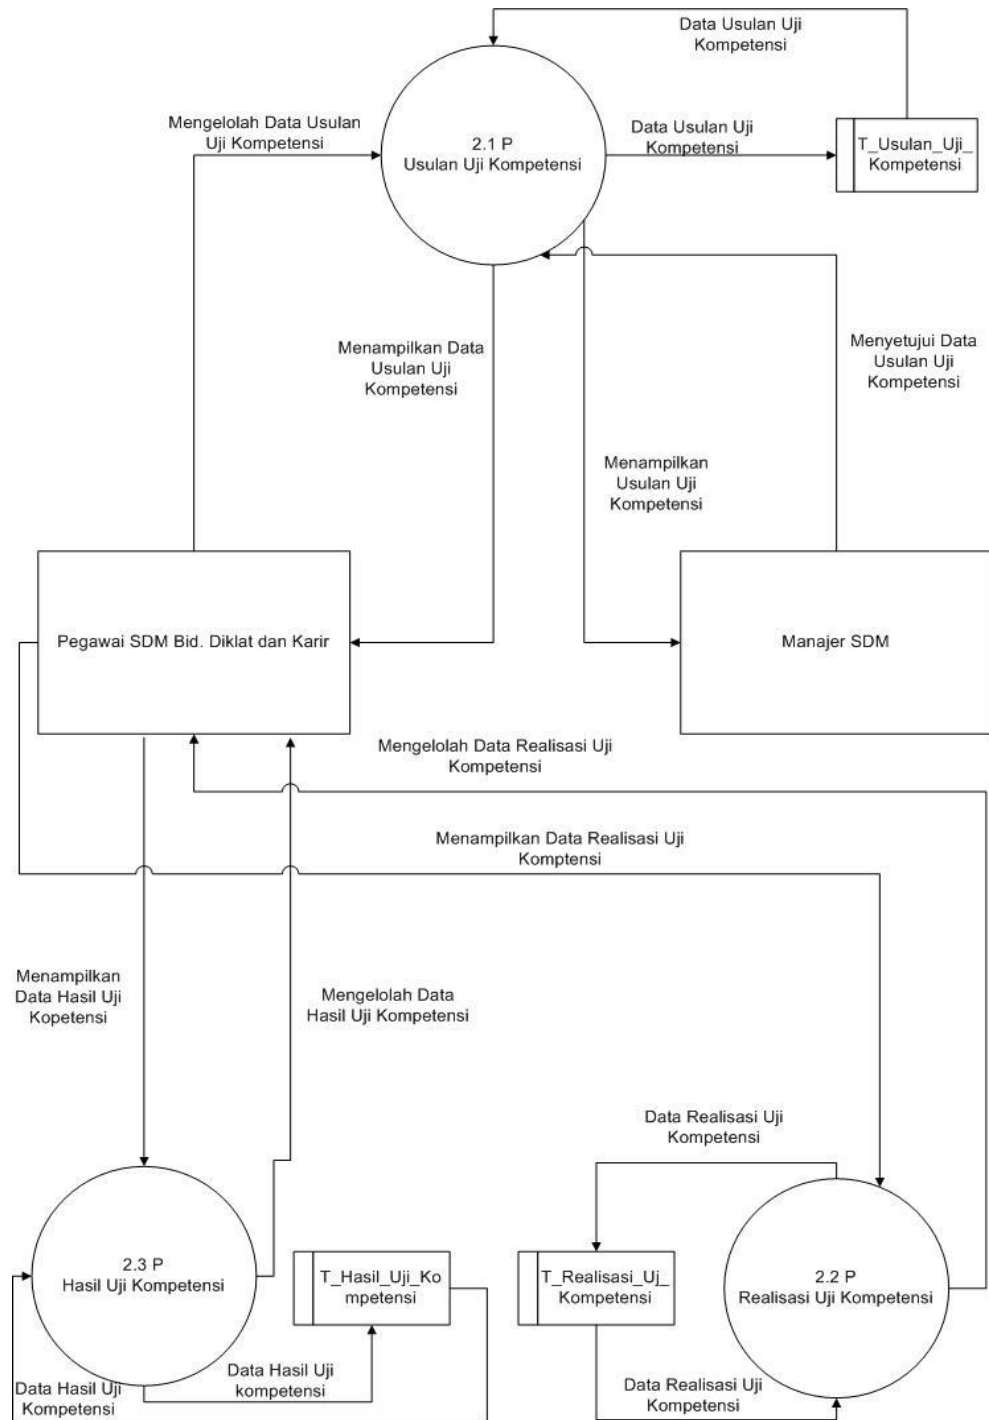 Data Usulan Uji
Kompetensi
Mengelolah Data Usulan
Uji Kompetensi
2.1 P
Usulan Uji Kompetensi
Data Usulan Uji
Kompetensi
T_Usulan_Uji_
Kompetensi
Menampilkan Data
Usulan Uji
Kompetensi
Menyetujui Data
Usulan Uji
Kompetensi
Menampilkan
Usulan Uji
Kompetensi
Pegawai SDM Bid. Diklat dan Karir
Manajer SDM
Mengelolah Data Realisasi Uji
Kompetensi
Menampilkan Data Realisasi Uji
Komptensi
Menampilkan
Data Hasil Uji
Kopetensi
Mengelolah Data
Hasil Uji Kompetensi
Data Realisasi Uji
Kompetensi
2.3 P
Hasil Uji Kompetensi
T_Hasil_Uji_Ko
mpetensi
T_Realisasi_Uj_
Kompetensi
2.2 P
Realisasi Uji Kompetensi
Data Hasil Uji
Kompetensi
Data Hasil Uji
kompetensi
Data Realisasi Uji
Kompetensi